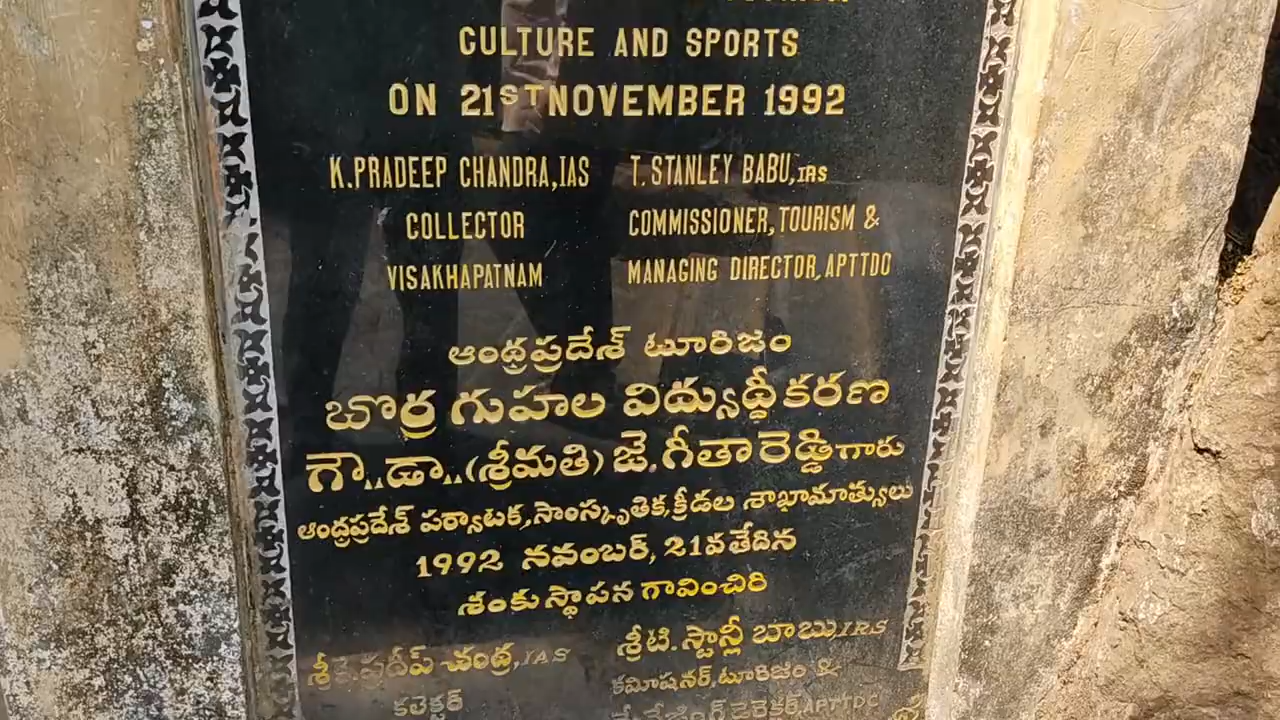 CULTURE AND SPORTS
ON 21ST NOVEMBER 1992
K.PRADEEP CHANDRA,IAS
COLLECTOR
VISAKHAPATNAM
T.STANLEY BABU,IRS
COMMISSIONER,TOURISM &
MANAGING DIRECTOR,APTTDC
ఆంధ్రప్రదేశ్ టూరిజం
బొర్ర గుహల విద్యుద్దీకరణ
గౌ..డా..(శ్రీమతి) జె.గీతారెడ్డి గారు
ఆంధ్రప్రదేశ్ పర్యాటక,సాంస్కృతిక,క్రీడల శాఖామాత్యులు
1992 నవంబర్, 21వ తేదిన
శంకుస్థాపన గావించిరి
శ్రీకె.ప్రదీప్ చంద్ర,IAS
కలెక్టర్
శ్రీటి.స్టాన్లీ బాబు,IRS
కమీషనర్,టూరిజం &
డైరెక్టర్,APTTDC